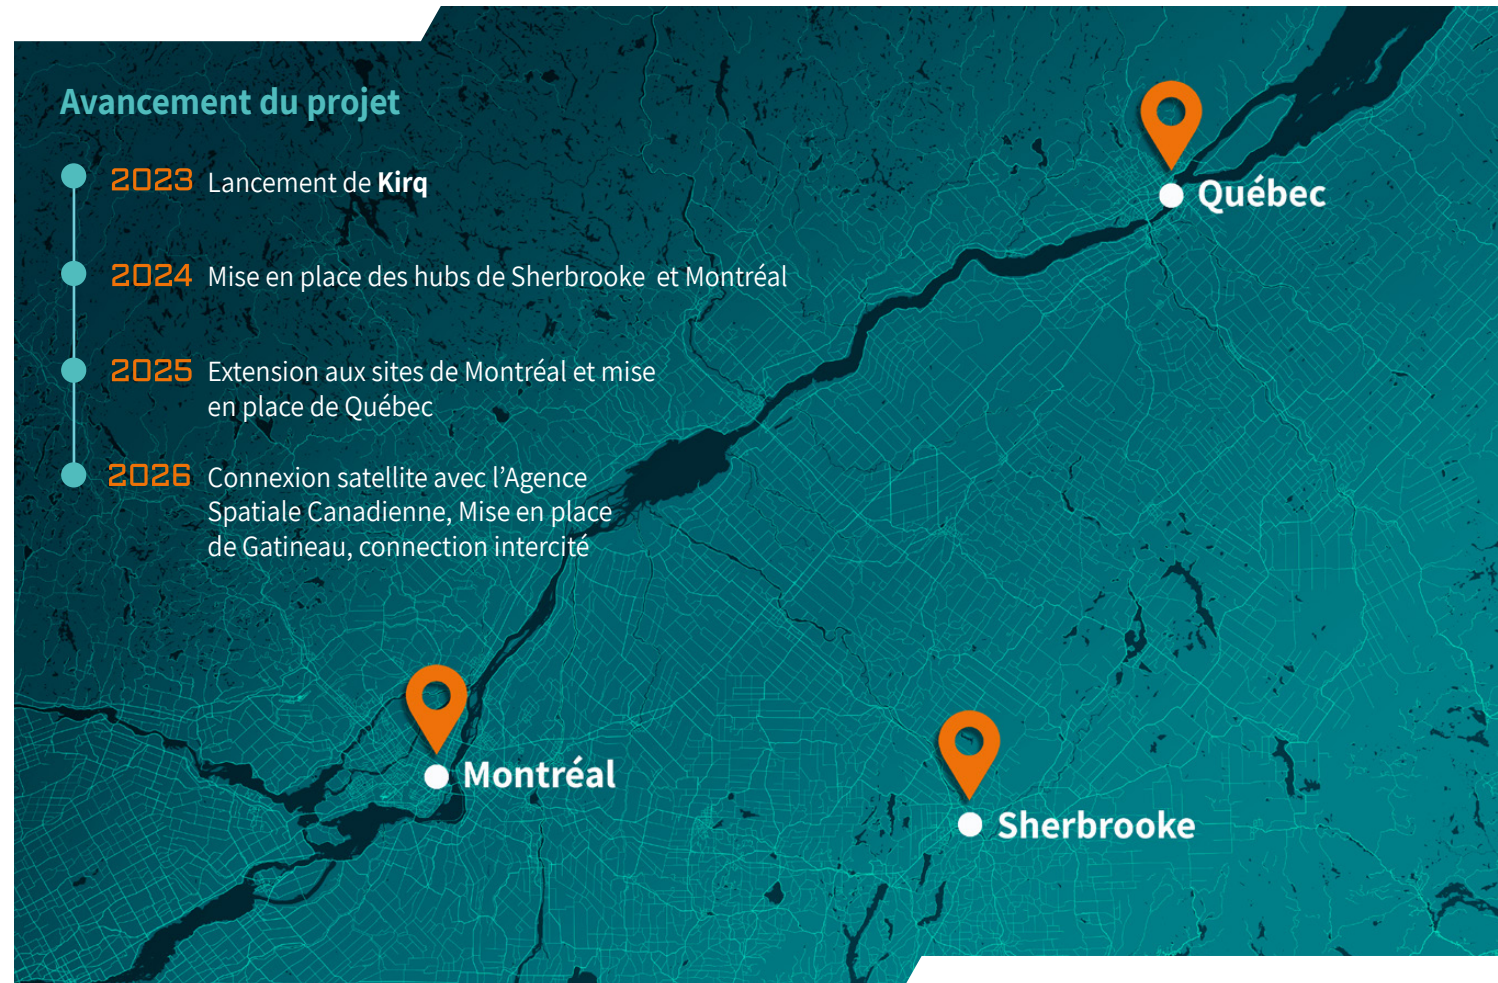 Avancement du projet
2023 Lancement de Kirq
2024 Mise en place des hubs de Sherbrooke et Montréal
2025 Extension aux sites de Montréal et mise
en place de Québec
2026 Connexion satellite avec l’Agence
Spatiale Canadienne, Mise en place
de Gatineau, connection intercité
Québec
Montréal
Sherbrooke